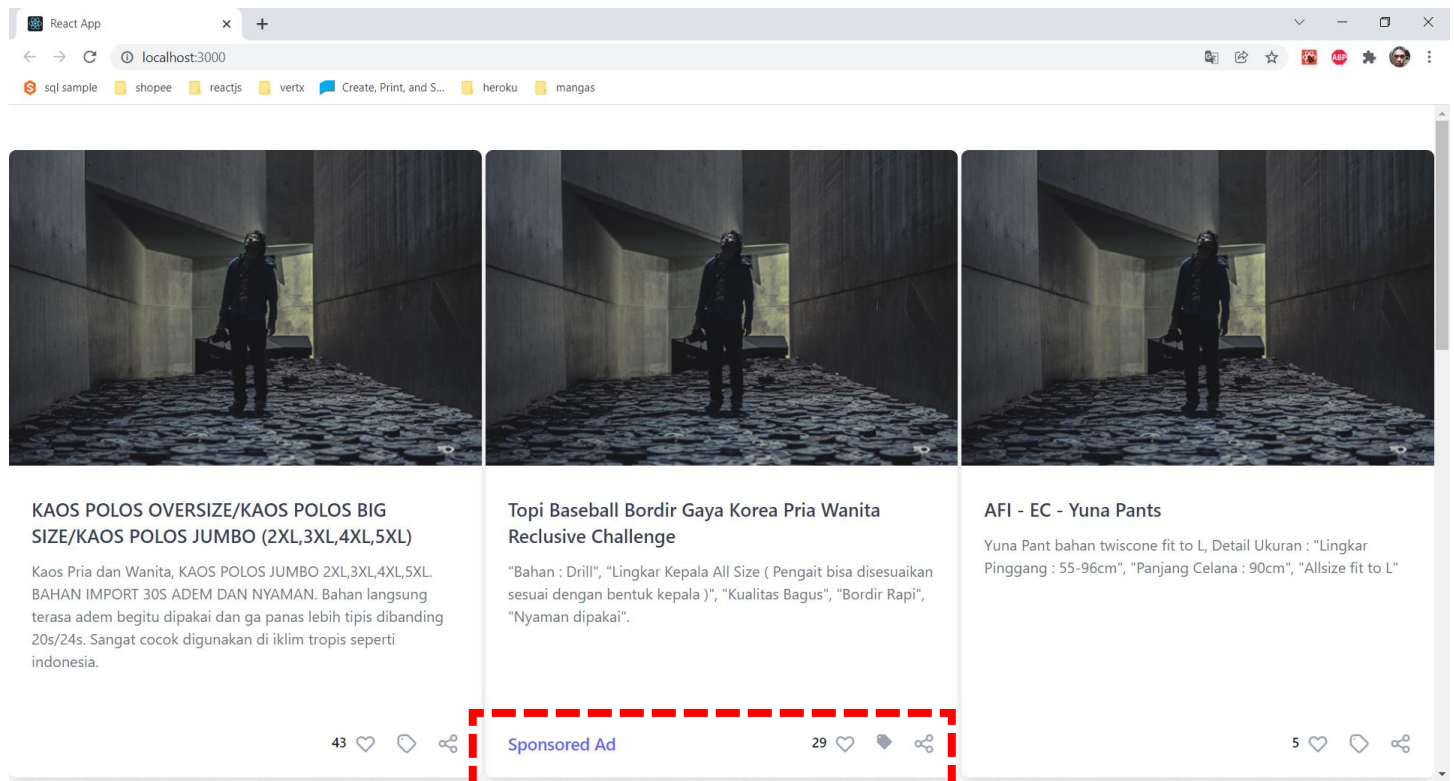 React App
localhost:3000
ABP
sql sample shopee reactjs vertx Create, Print, and S... heroku mangas
KAOS POLOS OVERSIZE/KAOS POLOS BIG
SIZE/KAOS POLOS JUMBO (2XL,3XL,4XL,5XL)
Kaos Pria dan Wanita, KAOS POLOS JUMBO 2XL,3XL,4XL,5XL.
BAHAN IMPORT 30S ADEM DAN NYAMAN. Bahan langsung
terasa adem begitu dipakai dan ga panas lebih tipis dibanding
20s/24s. Sangat cocok digunakan di iklim tropis seperti
indonesia.
43
Topi Baseball Bordir Gaya Korea Pria Wanita
Reclusive Challenge
"Bahan : Drill", "Lingkar Kepala All Size ( Pengait bisa disesuaikan
sesuai dengan bentuk kepala )", "Kualitas Bagus", "Bordir Rapi",
"Nyaman dipakai".
Sponsored Ad 29
AFI - EC - Yuna Pants
Yuna Pant bahan twiscone fit to L, Detail Ukuran : "Lingkar
Pinggang : 55-96cm", "Panjang Celana : 90cm", "Allsize fit to L"
5